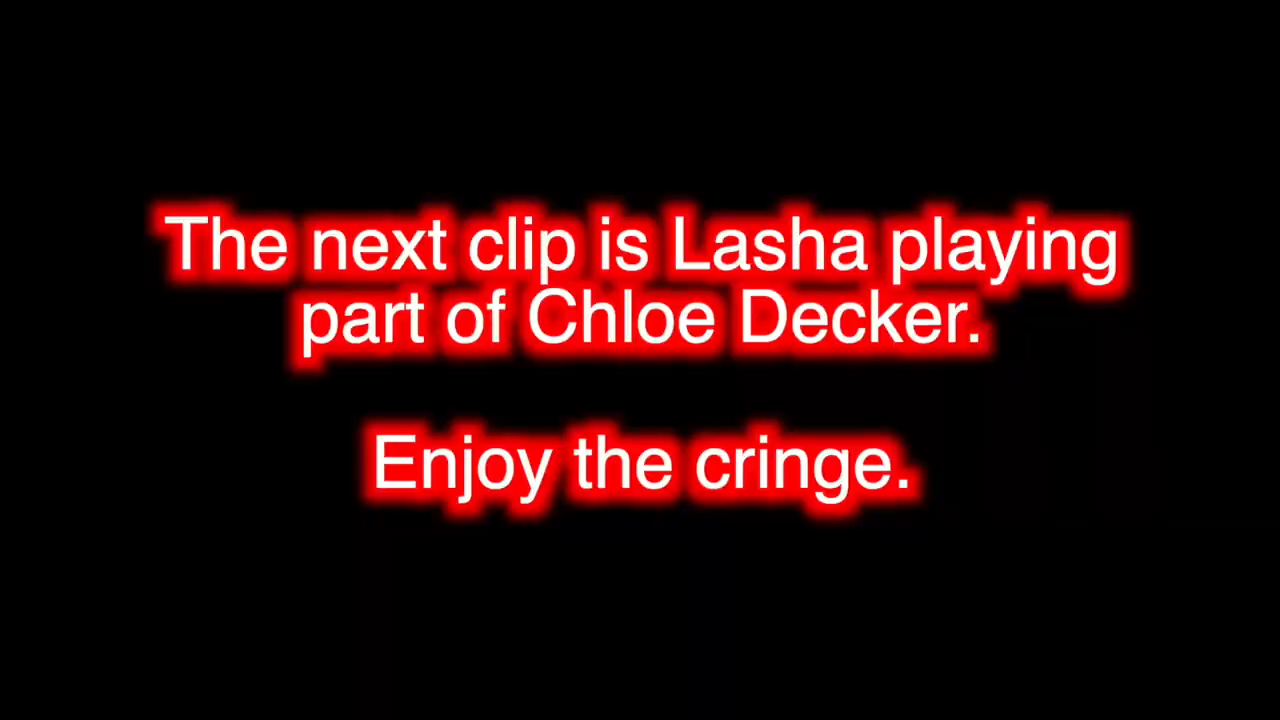 The next clip is Lasha playing
part of Chloe Decker.
Enjoy the cringe.